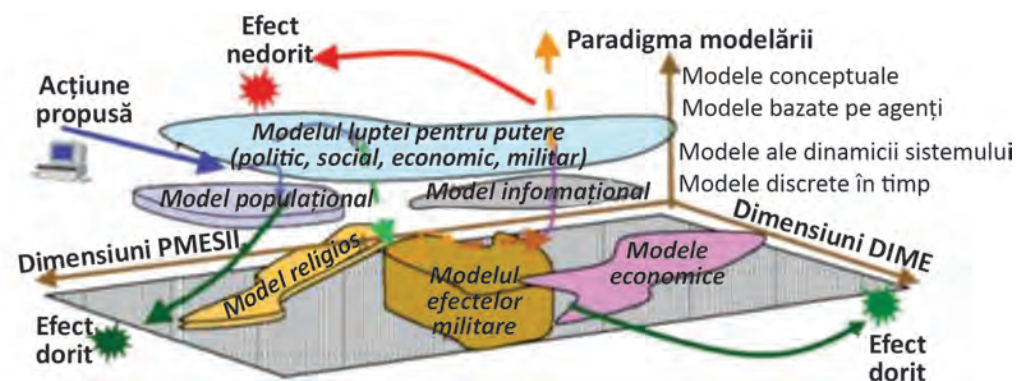 Efect
nedorit
Paradigma modelării
Acțiune
propusă
Modele conceptuale
Modele bazate pe agenți
Modelul luptei pentru putere
(politic, social, economic, militar)
Modele ale dinamicii sistemului
Modele discrete în timp
Model populațional
Model informațional
Dimensiuni PMESII
Dimensiuni DIME
Model religios
Modele
economice
Modelul
efectelor
militare
Efect
dorit
Efect
dorit